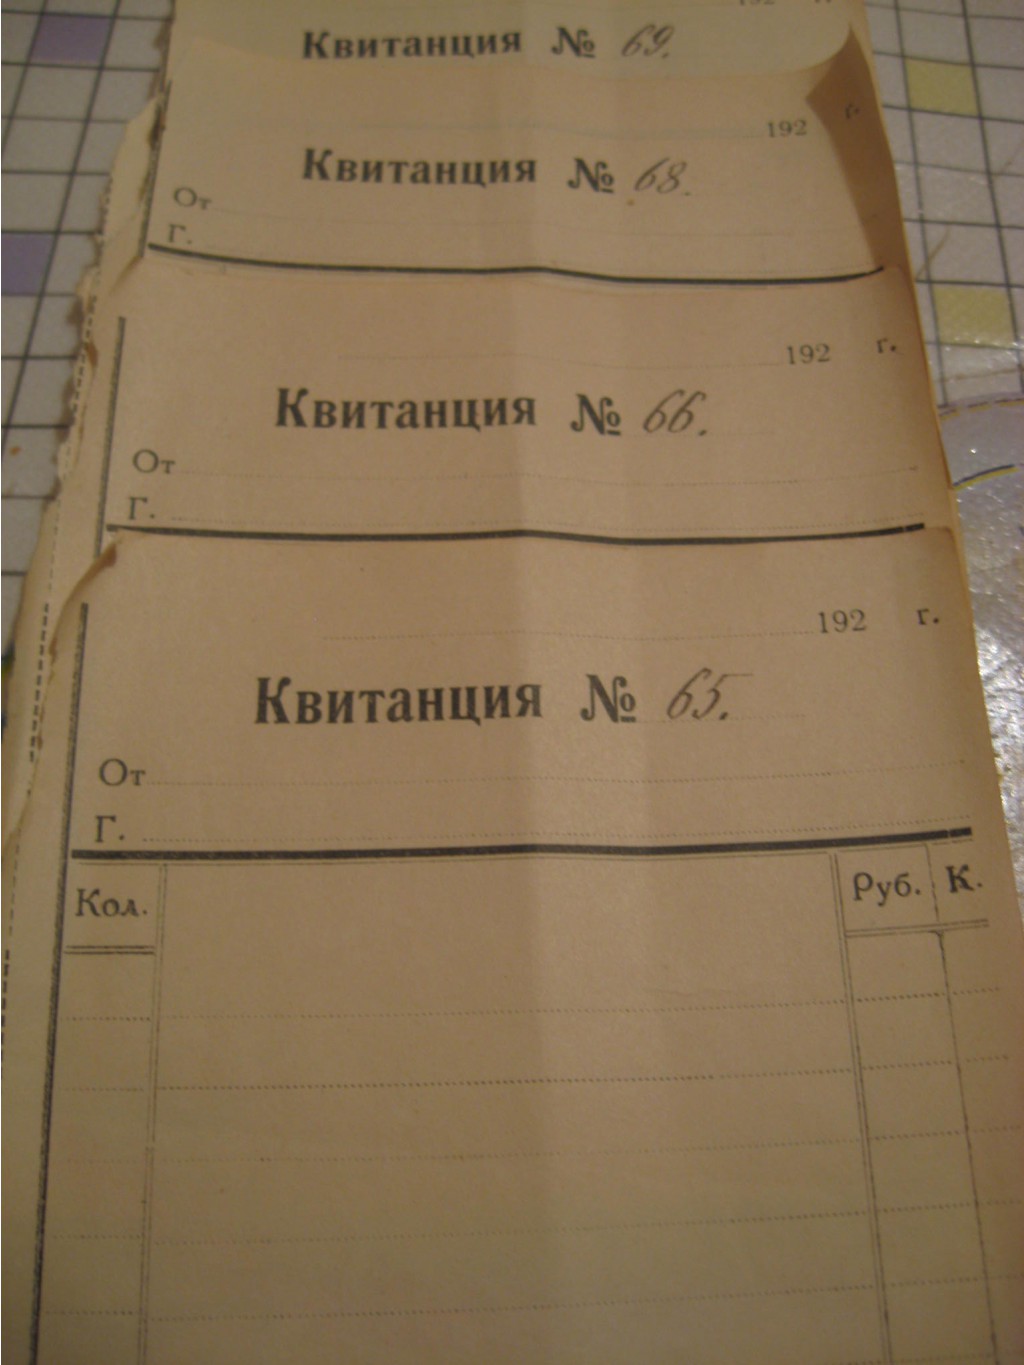 Квитанция № 69.
192 г.
Квитанция № 68.
От
Г.
192 г.
Квитанция № 66.
От
Г.
192 г.
Квитанция № 65.
От
Г.
Кол. Руб. К.